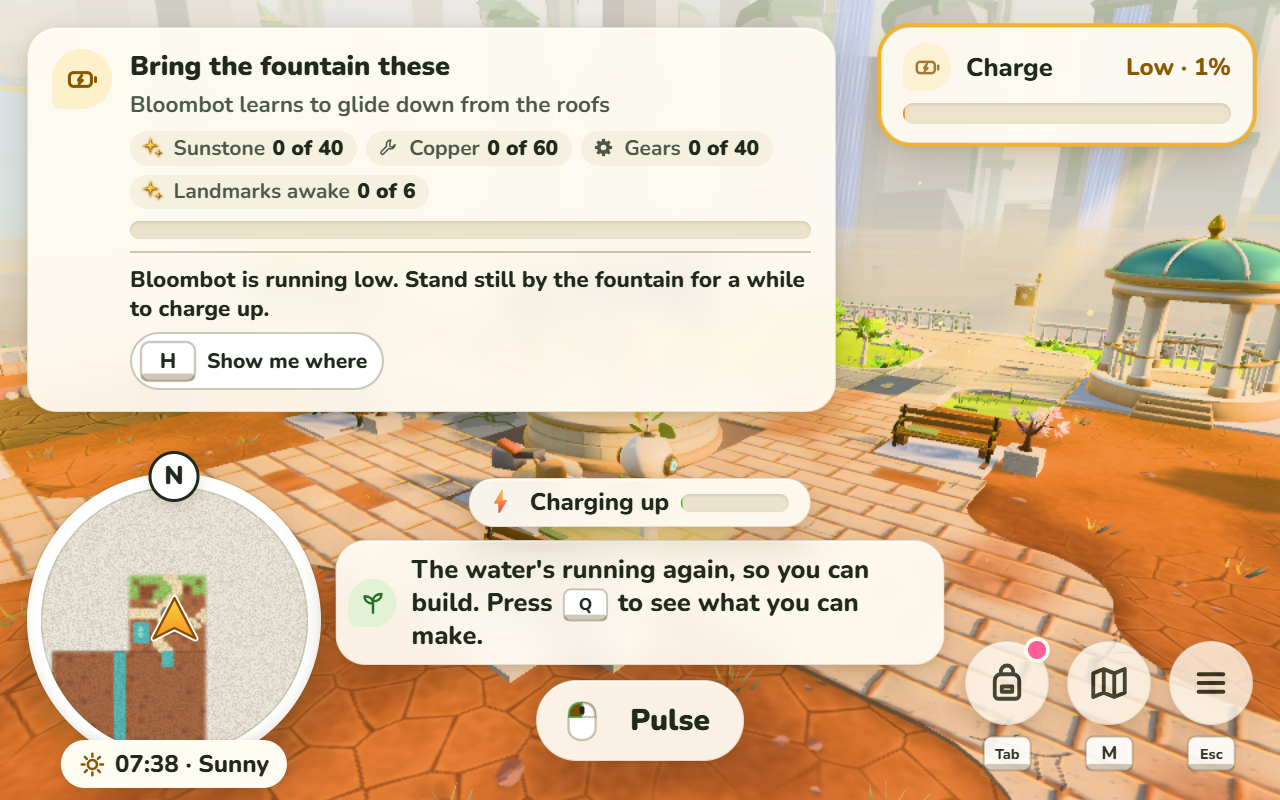 Bring the fountain these
Bloombot learns to glide down from the roofs
Sunstone 0 of 40
Copper 0 of 60
Gears 0 of 40
Landmarks awake 0 of 6
Bloombot is running low. Stand still by the fountain for a while
to charge up.
H Show me where
Charge Low · 1%
N
Charging up
The water's running again, so you can
build. Press Q to see what you can
make.
Pulse
07:38 · Sunny
Tab
M
Esc